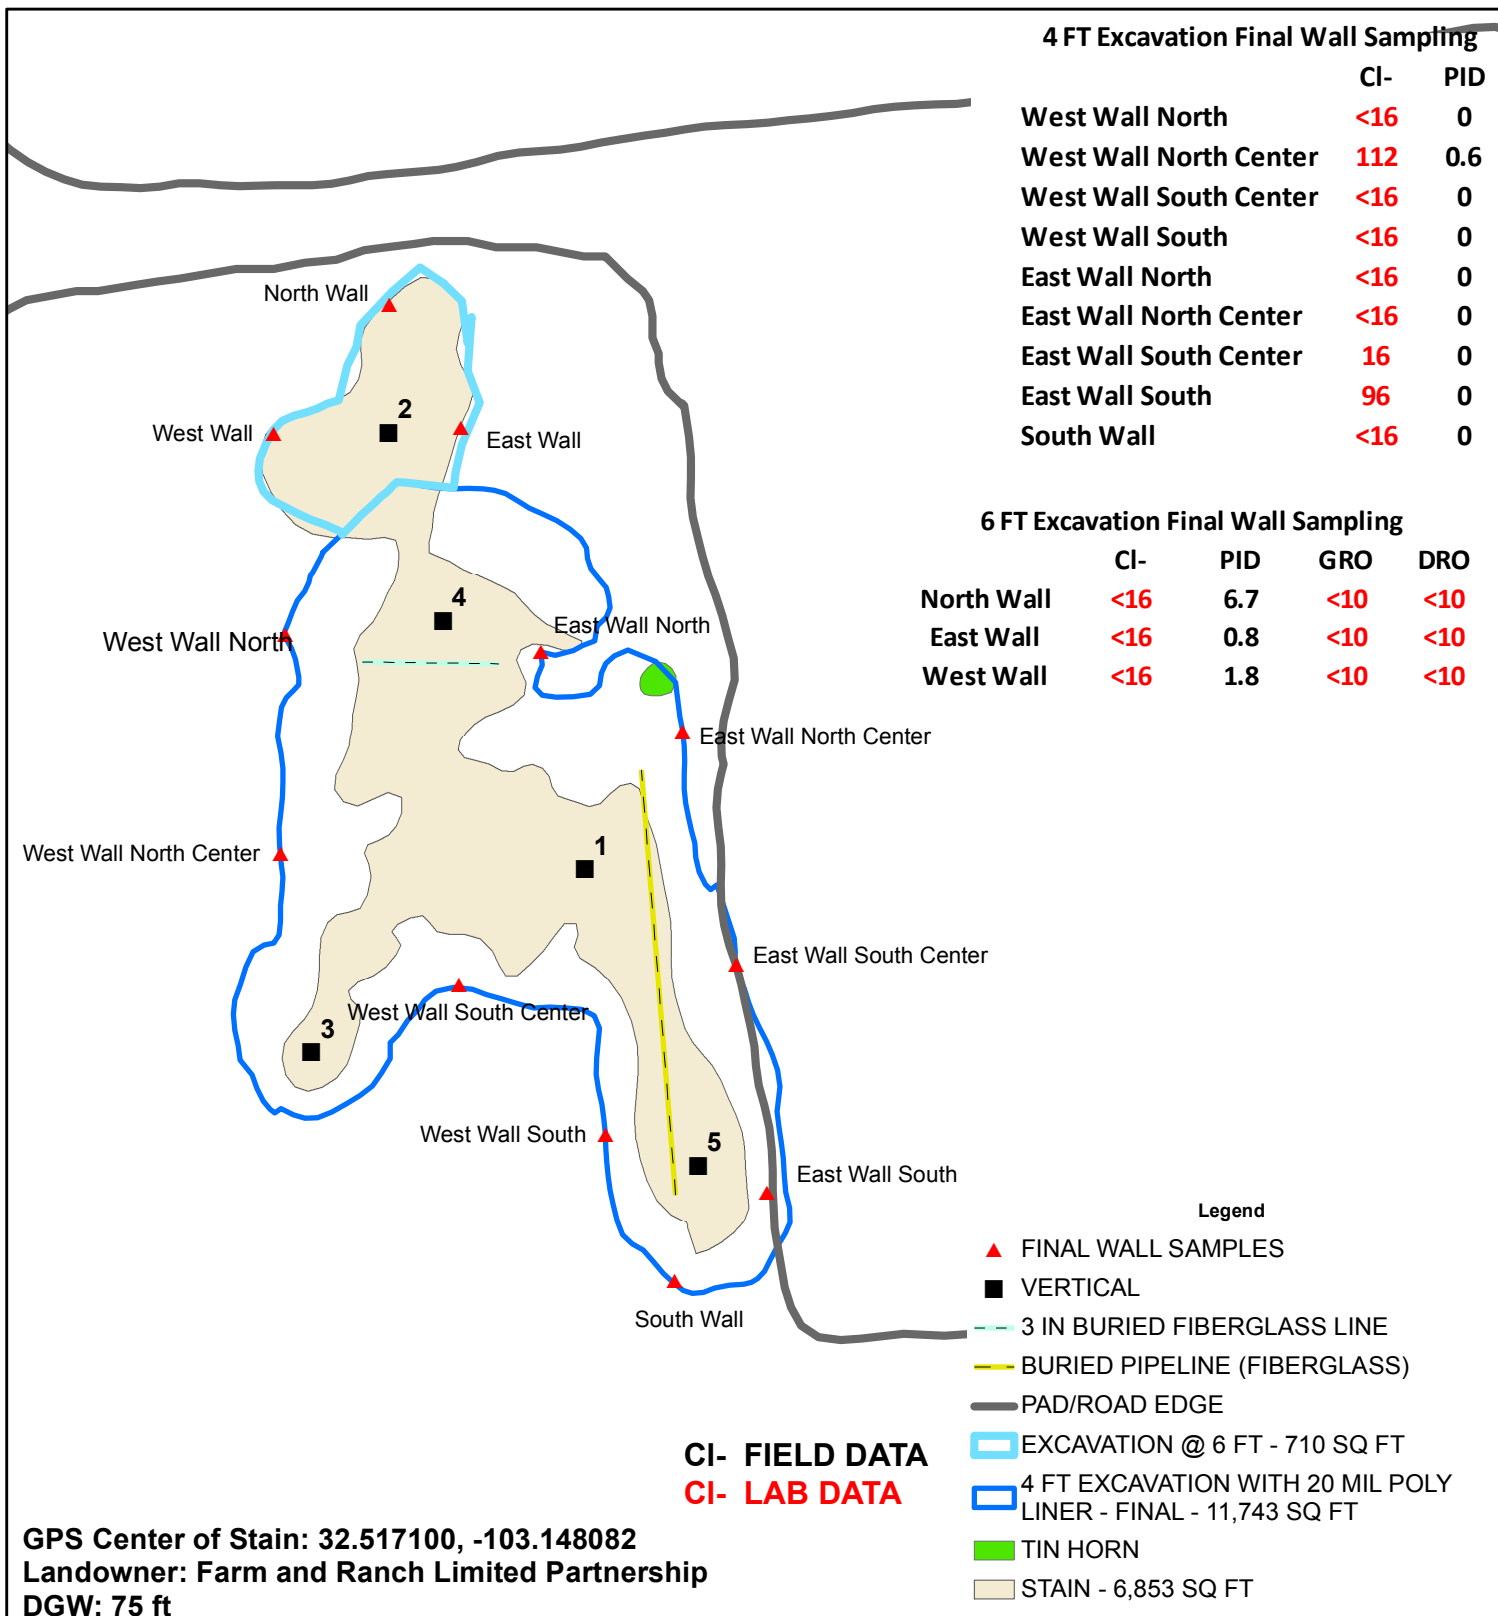 4 FT Excavation Final Wall Sampling
Cl- PID
West Wall North <16 0
West Wall North Center 112 0.6
West Wall South Center <16 0
West Wall South <16 0
East Wall North <16 0
East Wall North Center <16 0
East Wall South Center 16 0
East Wall South 96 0
South Wall <16 0
6 FT Excavation Final Wall Sampling
Cl- PID GRO DRO
North Wall <16 6.7 <10 <10
East Wall <16 0.8 <10 <10
West Wall <16 1.8 <10 <10
North Wall
2
West Wall
East Wall
4
East Wall North
West Wall North
East Wall North Center
1
West Wall North Center
East Wall South Center
West Wall South Center
3
West Wall South
5
East Wall South
South Wall
Legend
FINAL WALL SAMPLES
VERTICAL
3 IN BURIED FIBERGLASS LINE
BURIED PIPELINE (FIBERGLASS)
PAD/ROAD EDGE
EXCAVATION @ 6 FT - 710 SQ FT
4 FT EXCAVATION WITH 20 MIL POLY
LINER - FINAL - 11,743 SQ FT
TIN HORN
STAIN - 6,853 SQ FT
Cl- FIELD DATA
Cl- LAB DATA
GPS Center of Stain: 32.517100, -103.148082
Landowner: Farm and Ranch Limited Partnership
DGW: 75 ft